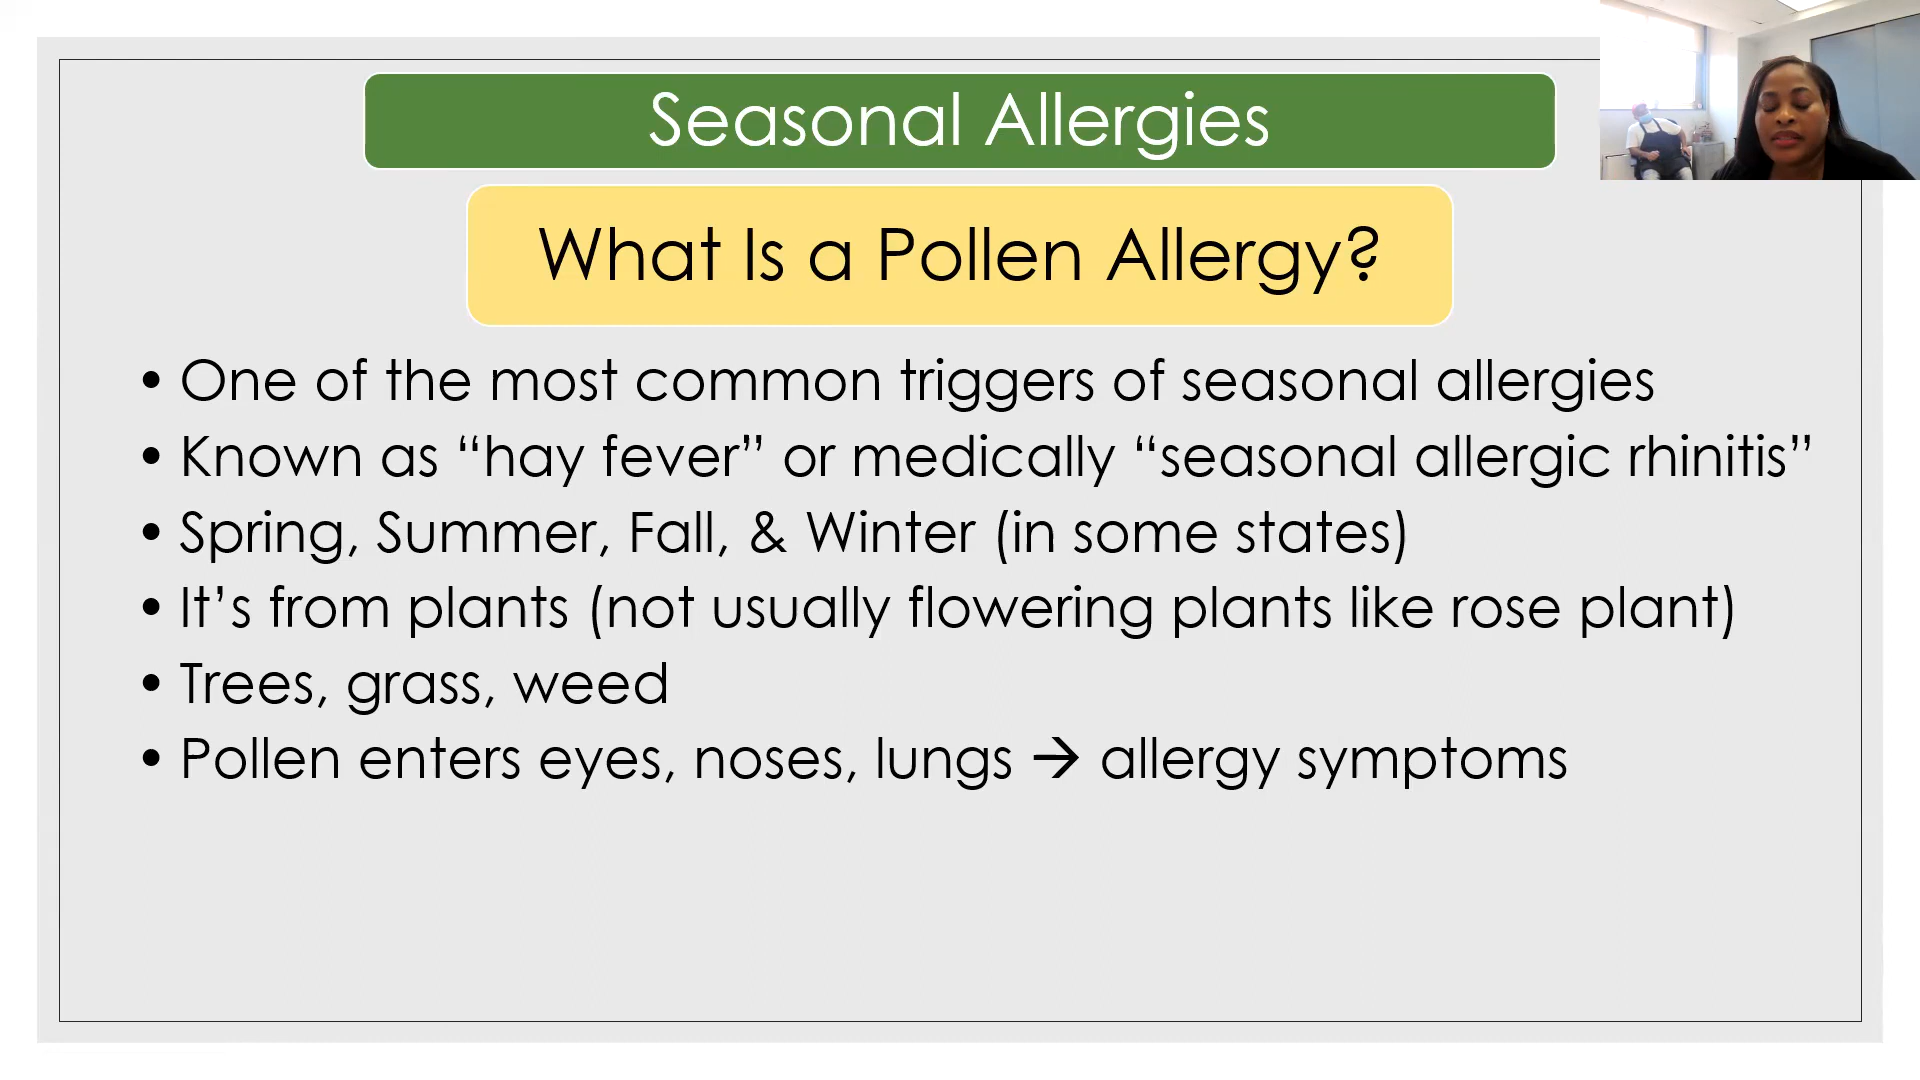 Seasonal Allergies
What Is a Pollen Allergy?
• One of the most common triggers of seasonal allergies
• Known as “hay fever” or medically “seasonal allergic rhinitis”
• Spring, Summer, Fall, & Winter (in some states)
• It’s from plants (not usually flowering plants like rose plant)
• Trees, grass, weed
• Pollen enters eyes, noses, lungs → allergy symptoms